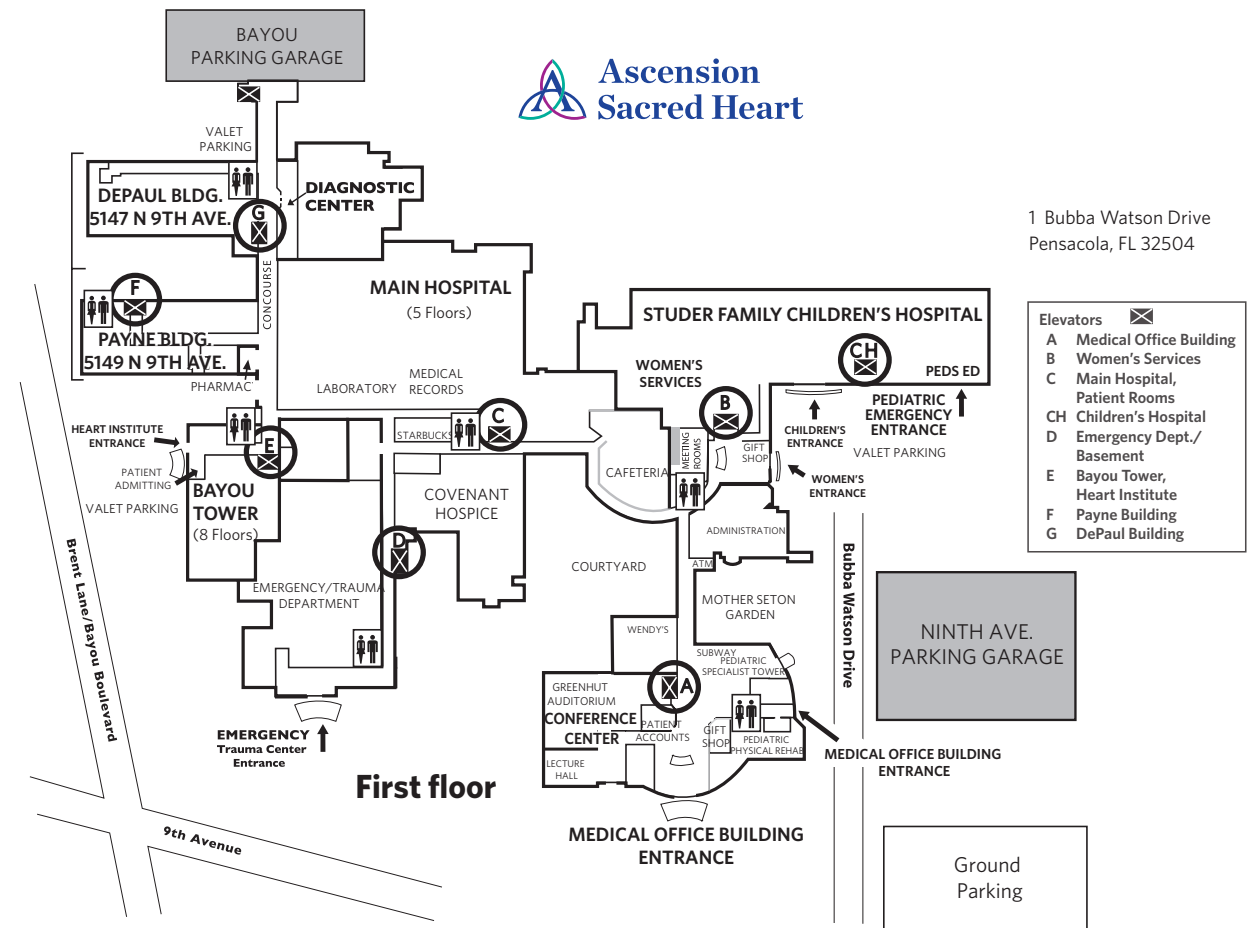 BAYOU
PARKING GARAGE
Ascension
Sacred Heart
VALET
PARKING
DEPAUL BLDG.
5147 N 9TH AVE.
G
DIAGNOSTIC
CENTER
1 Bubba Watson Drive
Pensacola, FL 32504
CONCOURSE
F
PAYNE BLDG.
5149 N 9TH AVE.
PHARMAC
MAIN HOSPITAL
(5 Floors)
LABORATORY
MEDICAL
RECORDS
STUDER FAMILY CHILDREN'S HOSPITAL
WOMEN'S
SERVICES
CH
PEDS ED
B
PEDIATRIC
EMERGENCY
ENTRANCE
VALET PARKING
CHILDREN'S
ENTRANCE
Elevators
A Medical Office Building
B Women's Services
C Main Hospital,
Patient Rooms
CH Children's Hospital
D Emergency Dept./
Basement
E Bayou Tower,
Heart Institute
F Payne Building
G DePaul Building
HEART INSTITUTE
ENTRANCE
PATIENT
ADMITTING
VALET PARKING
E
BAYOU
TOWER
(8 Floors)
STARBUCKS
C
COVENANT
HOSPICE
CAFETERIA
MEETING
ROOMS
GIFT
SHOP
WOMEN'S
ENTRANCE
ADMINISTRATION
ATM
D
EMERGENCY/TRAUMA
DEPARTMENT
COURTYARD
MOTHER SETON
GARDEN
Brent Lane/Bayou Boulevard
Bubba Watson Drive
NINTH AVE.
PARKING GARAGE
WENDY'S
SUBWAY
PEDIATRIC
SPECIALIST TOWER
A
GREENHUT
AUDITORIUM
CONFERENCE
CENTER
PATIENT
ACCOUNTS
GIFT
SHOP
PEDIATRIC
PHYSICAL REHAB
LECTURE
HALL
EMERGENCY
Trauma Center
Entrance
MEDICAL OFFICE BUILDING
ENTRANCE
First floor
MEDICAL OFFICE BUILDING
ENTRANCE
9th Avenue
Ground
Parking